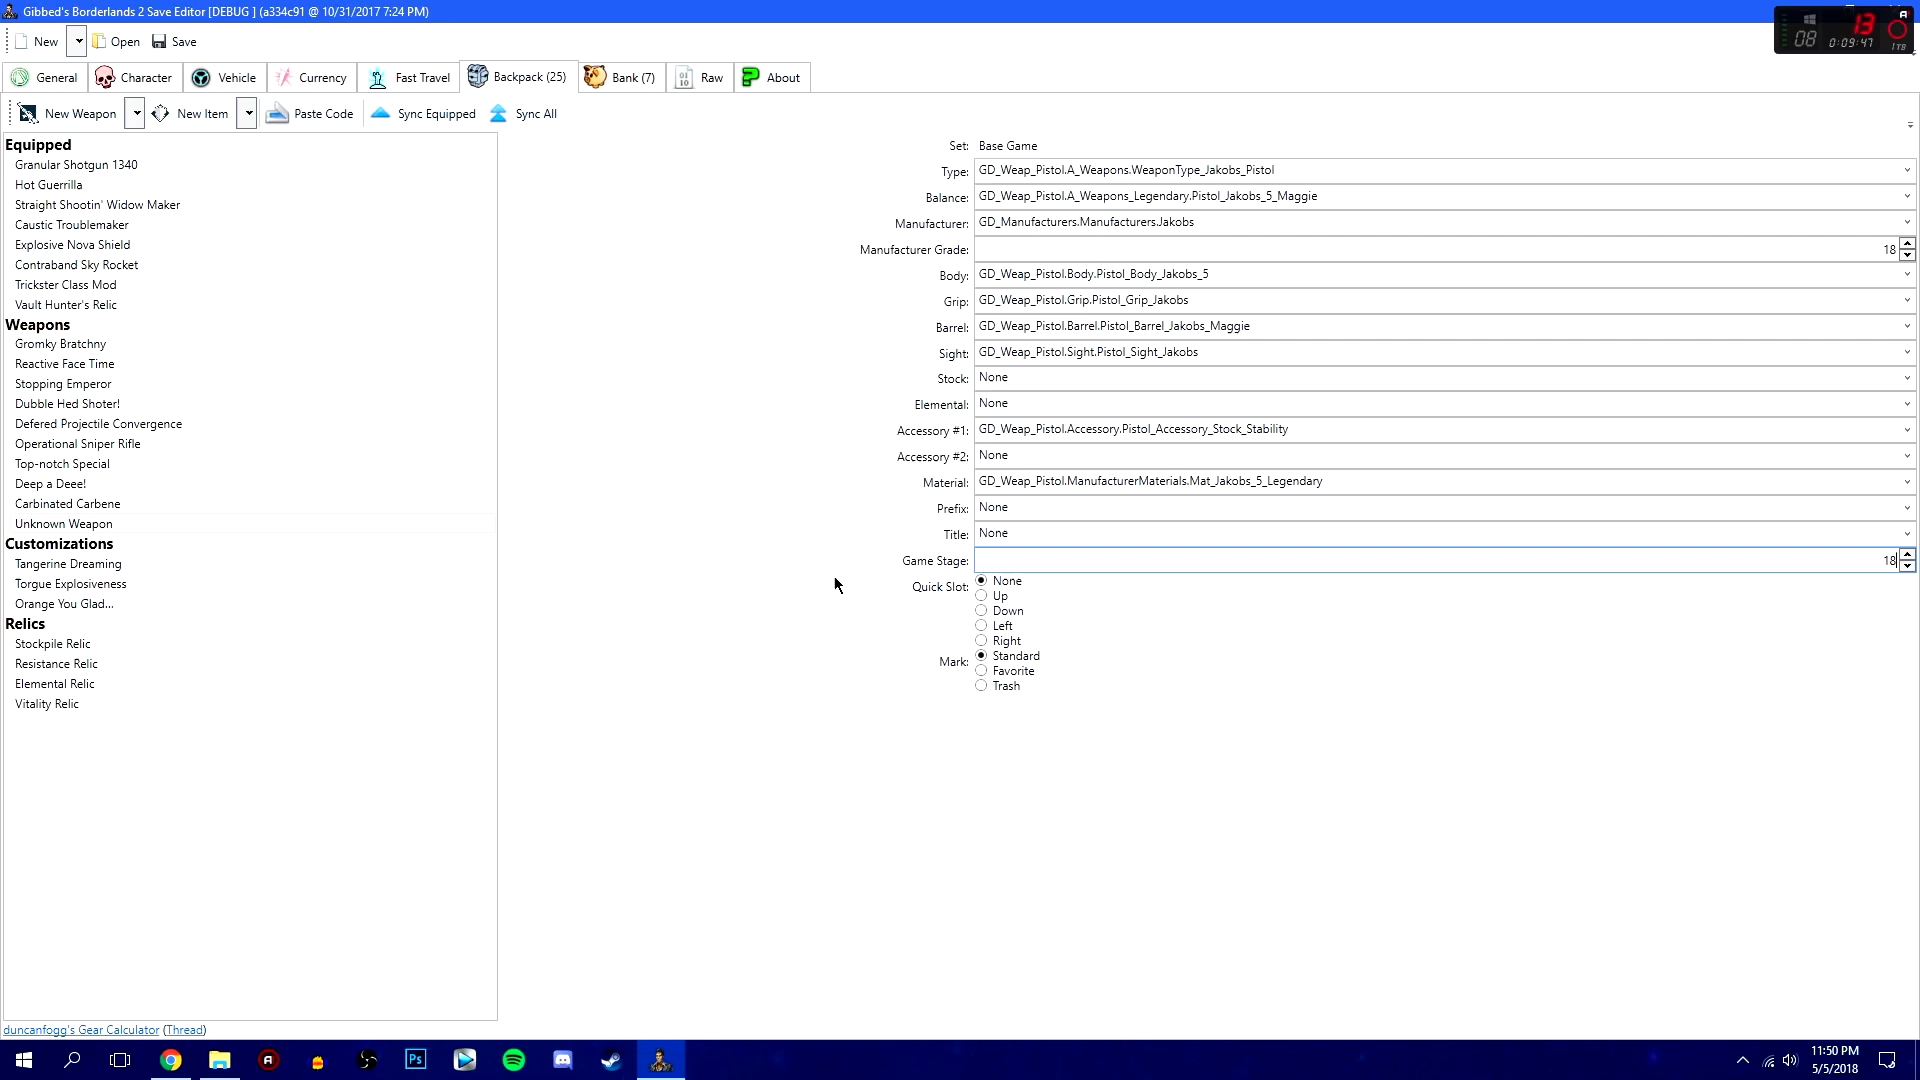 Gibbed's Borderlands 2 Save Editor [DEBUG ] (a334c91 @ 10/31/2017 7:24 PM)
New Open Save
08 13 0:09:47 A 1TB
General Character Vehicle Currency Fast Travel Backpack (25) Bank (7) Raw About
New Weapon New Item Paste Code Sync Equipped Sync All
Equipped
Granular Shotgun 1340
Hot Guerrilla
Straight Shootin' Widow Maker
Caustic Troublemaker
Explosive Nova Shield
Contraband Sky Rocket
Trickster Class Mod
Vault Hunter's Relic
Weapons
Gromky Bratchny
Reactive Face Time
Stopping Emperor
Dubble Hed Shoter!
Defered Projectile Convergence
Operational Sniper Rifle
Top-notch Special
Deep a Deee!
Carbinated Carbene
Unknown Weapon
Customizations
Tangerine Dreaming
Torgue Explosiveness
Orange You Glad...
Relics
Stockpile Relic
Resistance Relic
Elemental Relic
Vitality Relic
duncanfogg's Gear Calculator (Thread)
Set: Base Game
Type: GD_Weap_Pistol.A_Weapons.WeaponType_Jakobs_Pistol
Balance: GD_Weap_Pistol.A_Weapons_Legendary.Pistol_Jakobs_5_Maggie
Manufacturer: GD_Manufacturers.Manufacturers.Jakobs
Manufacturer Grade: 18
Body: GD_Weap_Pistol.Body.Pistol_Body_Jakobs_5
Grip: GD_Weap_Pistol.Grip.Pistol_Grip_Jakobs
Barrel: GD_Weap_Pistol.Barrel.Pistol_Barrel_Jakobs_Maggie
Sight: GD_Weap_Pistol.Sight.Pistol_Sight_Jakobs
Stock: None
Elemental: None
Accessory #1: GD_Weap_Pistol.Accessory.Pistol_Accessory_Stock_Stability
Accessory #2: None
Material: GD_Weap_Pistol.ManufacturerMaterials.Mat_Jakobs_5_Legendary
Prefix: None
Title: None
Game Stage: 18
Quick Slot: None
Up
Down
Left
Right
Mark: Standard
Favorite
Trash
Ps
11:50 PM
5/5/2018